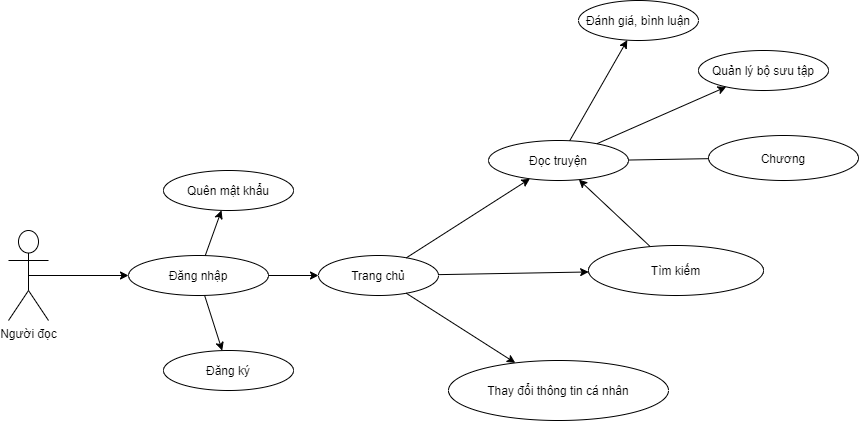 Đánh giá, bình luận
Quản lý bộ sưu tập
Đọc truyện
Chương
Quên mật khẩu
Đăng nhập
Trang chủ
Tìm kiếm
Người đọc
Đăng ký
Thay đổi thông tin cá nhân